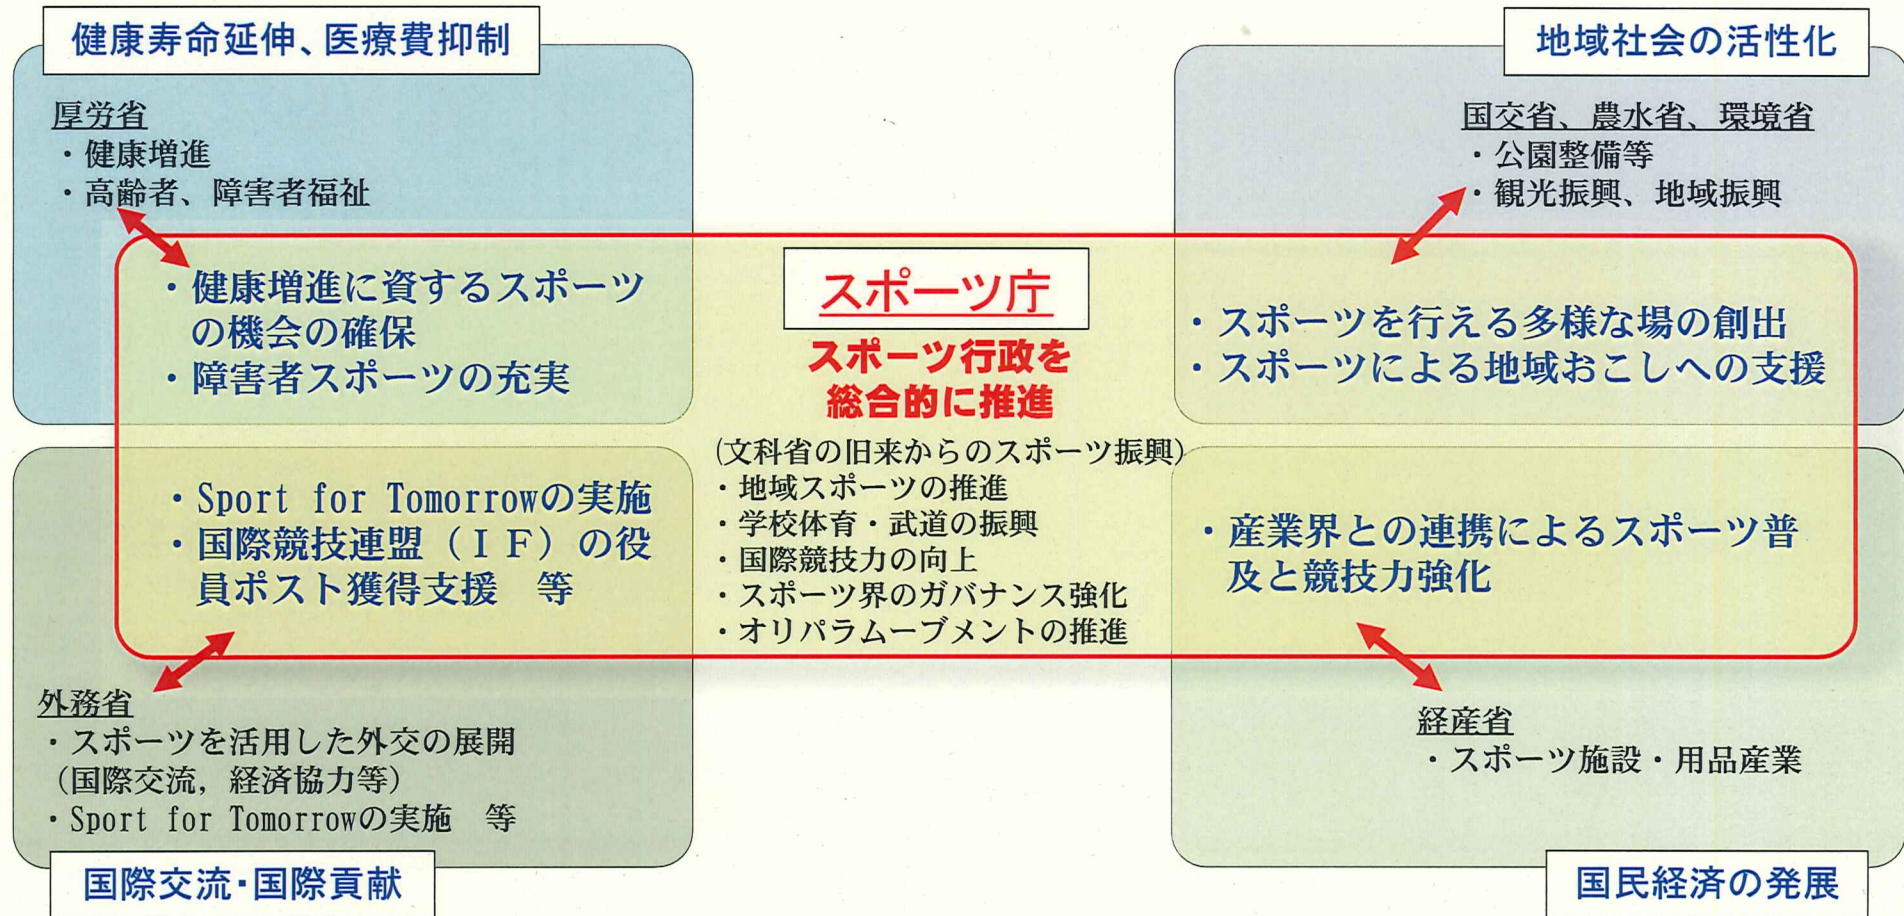 健康寿命延伸、医療費抑制
厚労省
・健康増進
・高齢者、障害者福祉
・健康増進に資するスポーツ
の機会の確保
・障害者スポーツの充実
地域社会の活性化
国交省、農水省、環境省
・公園整備等
・観光振興、地域振興
・スポーツを行える多様な場の創出
・スポーツによる地域おこしへの支援
スポーツ庁
スポーツ行政を
総合的に推進
(文科省の旧来からのスポーツ振興)
・地域スポーツの推進
・学校体育・武道の振興
・国際競技力の向上
・スポーツ界のガバナンス強化
・オリパラムーブメントの推進
・Sport for Tomorrowの実施
・国際競技連盟（ＩＦ）の役
員ポスト獲得支援　等
外務省
・スポーツを活用した外交の展開
（国際交流，経済協力等）
・Sport for Tomorrowの実施　等
国際交流・国際貢献
・産業界との連携によるスポーツ普
及と競技力強化
経産省
・スポーツ施設・用品産業
国民経済の発展